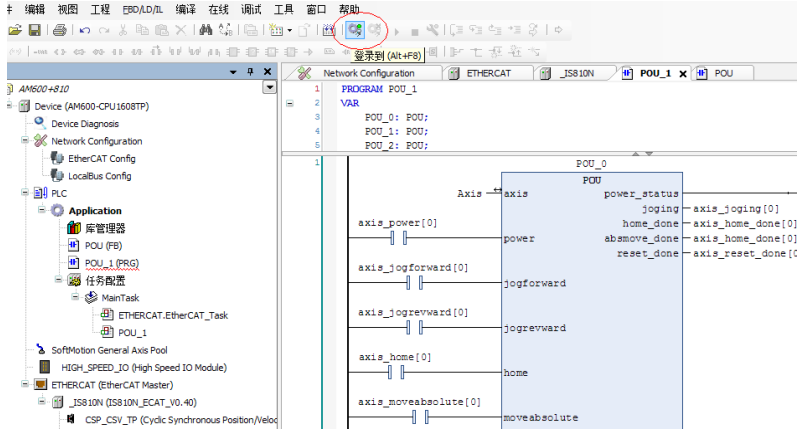 件 编辑 视图 工程 FBD/LD/IL 编译 在线 调试 工具 窗口 帮助
登录到 (Alt+F8)
Network Configuration ETHERCAT _IS810N POU_1 POU
AM600+810
Device (AM600-CPU1608TP)
Device Diagnosis
Network Configuration
EtherCAT Config
LocalBus Config
PLC
Application
库管理器
POU (FB)
POU_1 (PRG)
任务配置
MainTask
ETHERCAT.EtherCAT_Task
POU_1
SoftMotion General Axis Pool
HIGH_SPEED_IO (High Speed IO Module)
ETHERCAT (EtherCAT Master)
_IS810N (IS810N_ECAT_V0.40)
CSP_CSV_TP (Cyclic Synchronous Position/Veloc
1 PROGRAM POU_1
2 VAR
3 POU_0: POU;
4 POU_1: POU;
5 POU_2: POU;
1
POU_0
POU
Axis axis power_status
joging axis_joging[0]
axis_power[0] home_done axis_home_done[0]
power absmove_done axis_home_done[0]
reset_done axis_reset_done[0
axis_jogforward[0]
jogforward
axis_jogrevward[0]
jogrevward
axis_home[0]
home
axis_moveabsolute[0]
moveabsolute